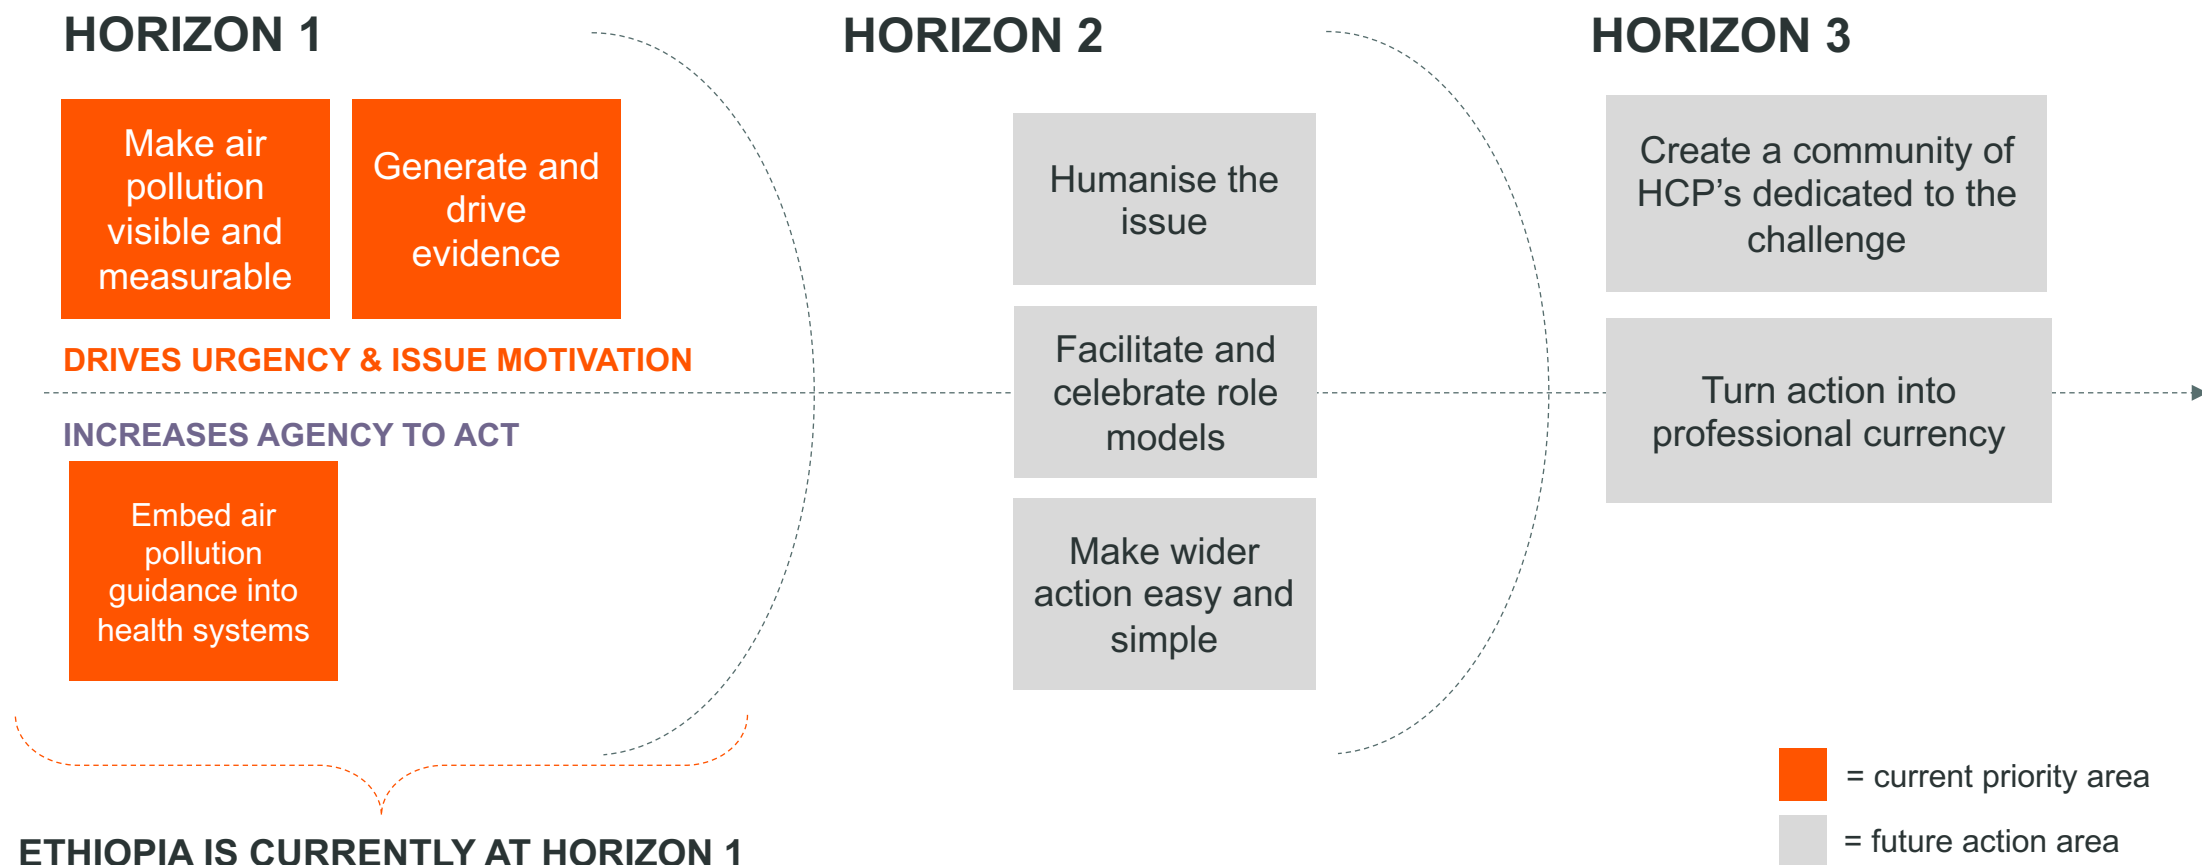 HORIZON 1
Make air
pollution
visible and
measurable
Generate and
drive
evidence
DRIVES URGENCY & ISSUE MOTIVATION
INCREASES AGENCY TO ACT
Embed air
pollution
guidance into
health systems
ETHIOPIA IS CURRENTLY AT HORIZON 1
HORIZON 2
Humanise the
issue
Facilitate and
celebrate role
models
Make wider
action easy and
simple
HORIZON 3
Create a community of
HCP’s dedicated to the
challenge
Turn action into
professional currency
= current priority area
= future action area